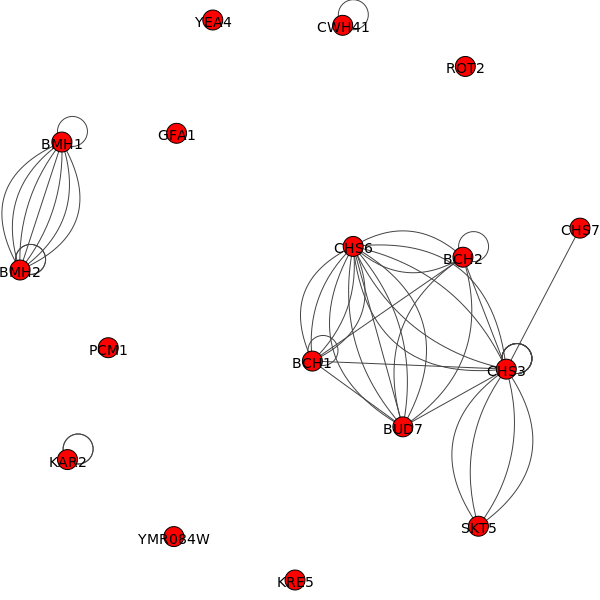 YEA4
CWH41
ROT2
GFA1
BMH1
CHS7
CHS6
BCH2
BMH2
PCM1
BCH1
CHS3
BUD7
KAR2
SKT5
YMR084W
KRE5